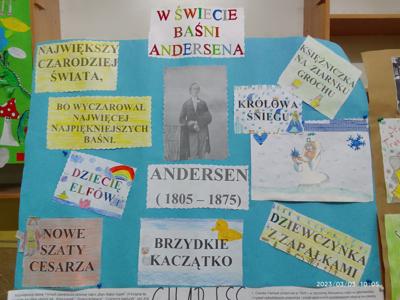 W ŚWIECIE
BAŚNI
ANDERSENA
NAJWIĘKSZY
CZARODZIEJ
ŚWIATA,
KSIĘŻNICZKA
NA ZIARNKU
GROCHU
BO WYCZAROWAŁ
NAJWIĘCEJ
NAJPIĘKNIEJSZYCH
BAŚNI.
KRÓLOWA
ŚNIEGU
DZIECIĘ
ELFÓW
ANDERSEN
(1805 – 1875)
NOWE
SZATY
CESARZA
BRZYDKIE
KACZĄTKO
DZIEWCZYNKA
Z ZAPAŁKAMI
2023/03/03 10:05